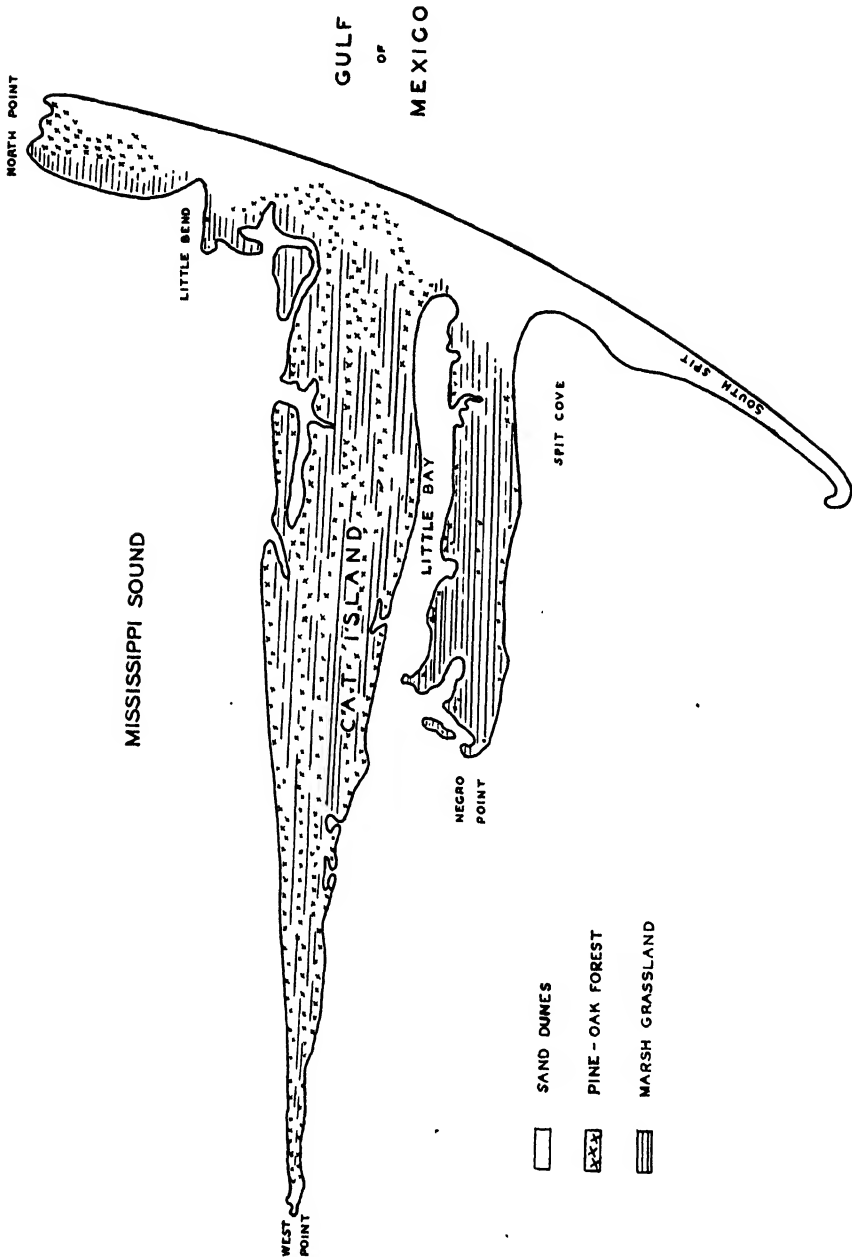 NORTH POINT
GULF
OF
MEXICO
LITTLE BEND
MISSISSIPPI SOUND
CAT ISLAND
LITTLE BAY
SPIT COVE
SOUTH SPIT
NEGRO
POINT
WEST
POINT
SAND DUNES
PINE-OAK FOREST
MARSH GRASSLAND